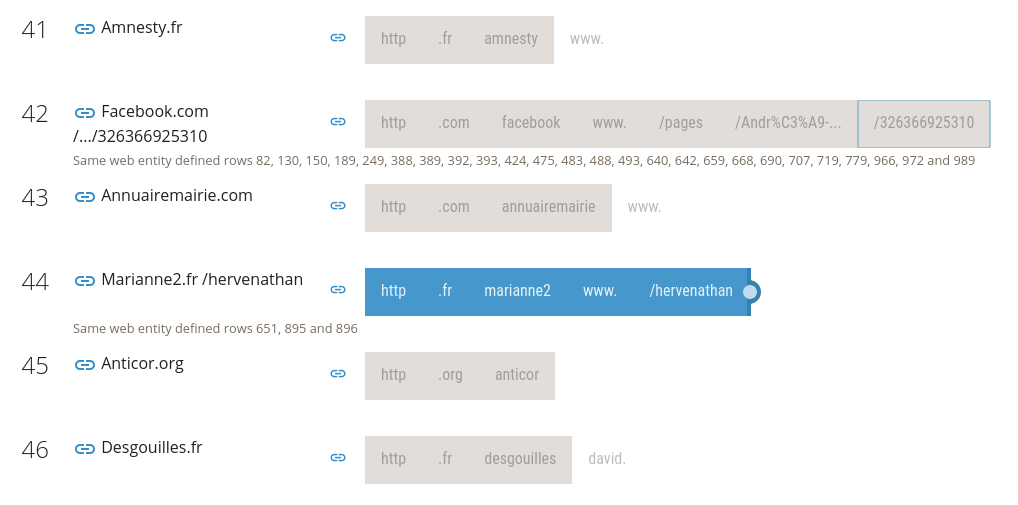 41 Amnesty.fr http .fr amnesty www.
42 Facebook.com http .com facebook www. /pages /Andr%C3%A9-... /326366925310
/.../326366925310
Same web entity defined rows 82, 130, 150, 189, 249, 388, 389, 392, 393, 424, 475, 483, 488, 493, 640, 642, 659, 668, 690, 707, 719, 779, 966, 972 and 989
43 Annuairemairie.com http .com annuairemairie www.
44 Marianne2.fr /hervenathan http .fr marianne2 www. /hervenathan
Same web entity defined rows 651, 895 and 896
45 Anticor.org http .org anticor
46 Desgouilles.fr http .fr desgouilles david.